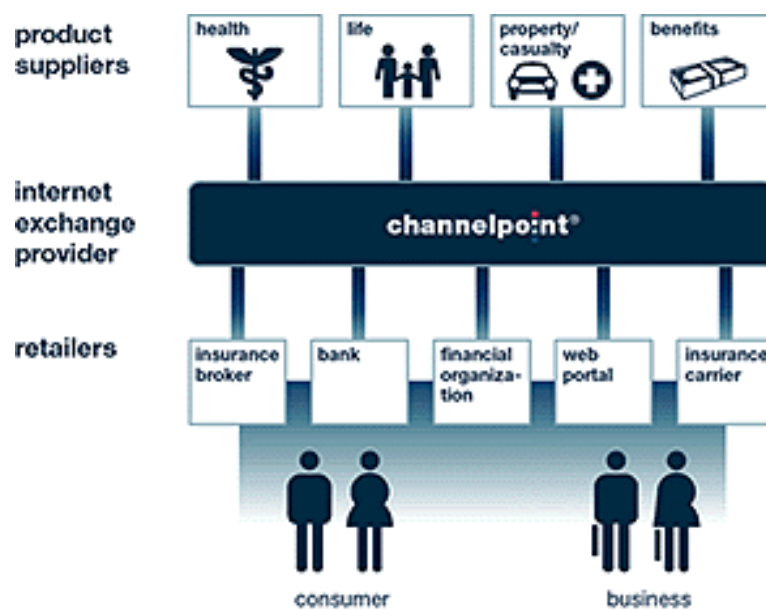 product
suppliers
health
life
property/
casualty
benefits
internet
exchange
provider
channelpoint®
retailers
insurance
broker
bank
financial
organiza-
tion
web
portal
insurance
carrier
consumer
business